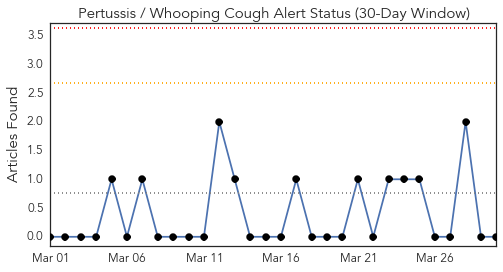 Pertussis / Whooping Cough Alert Status (30-Day Window)
Articles Found
3.5
3.0
2.5
2.0
1.5
1.0
0.5
0.0
Mar 01 Mar 06 Mar 11 Mar 16 Mar 21 Mar 26